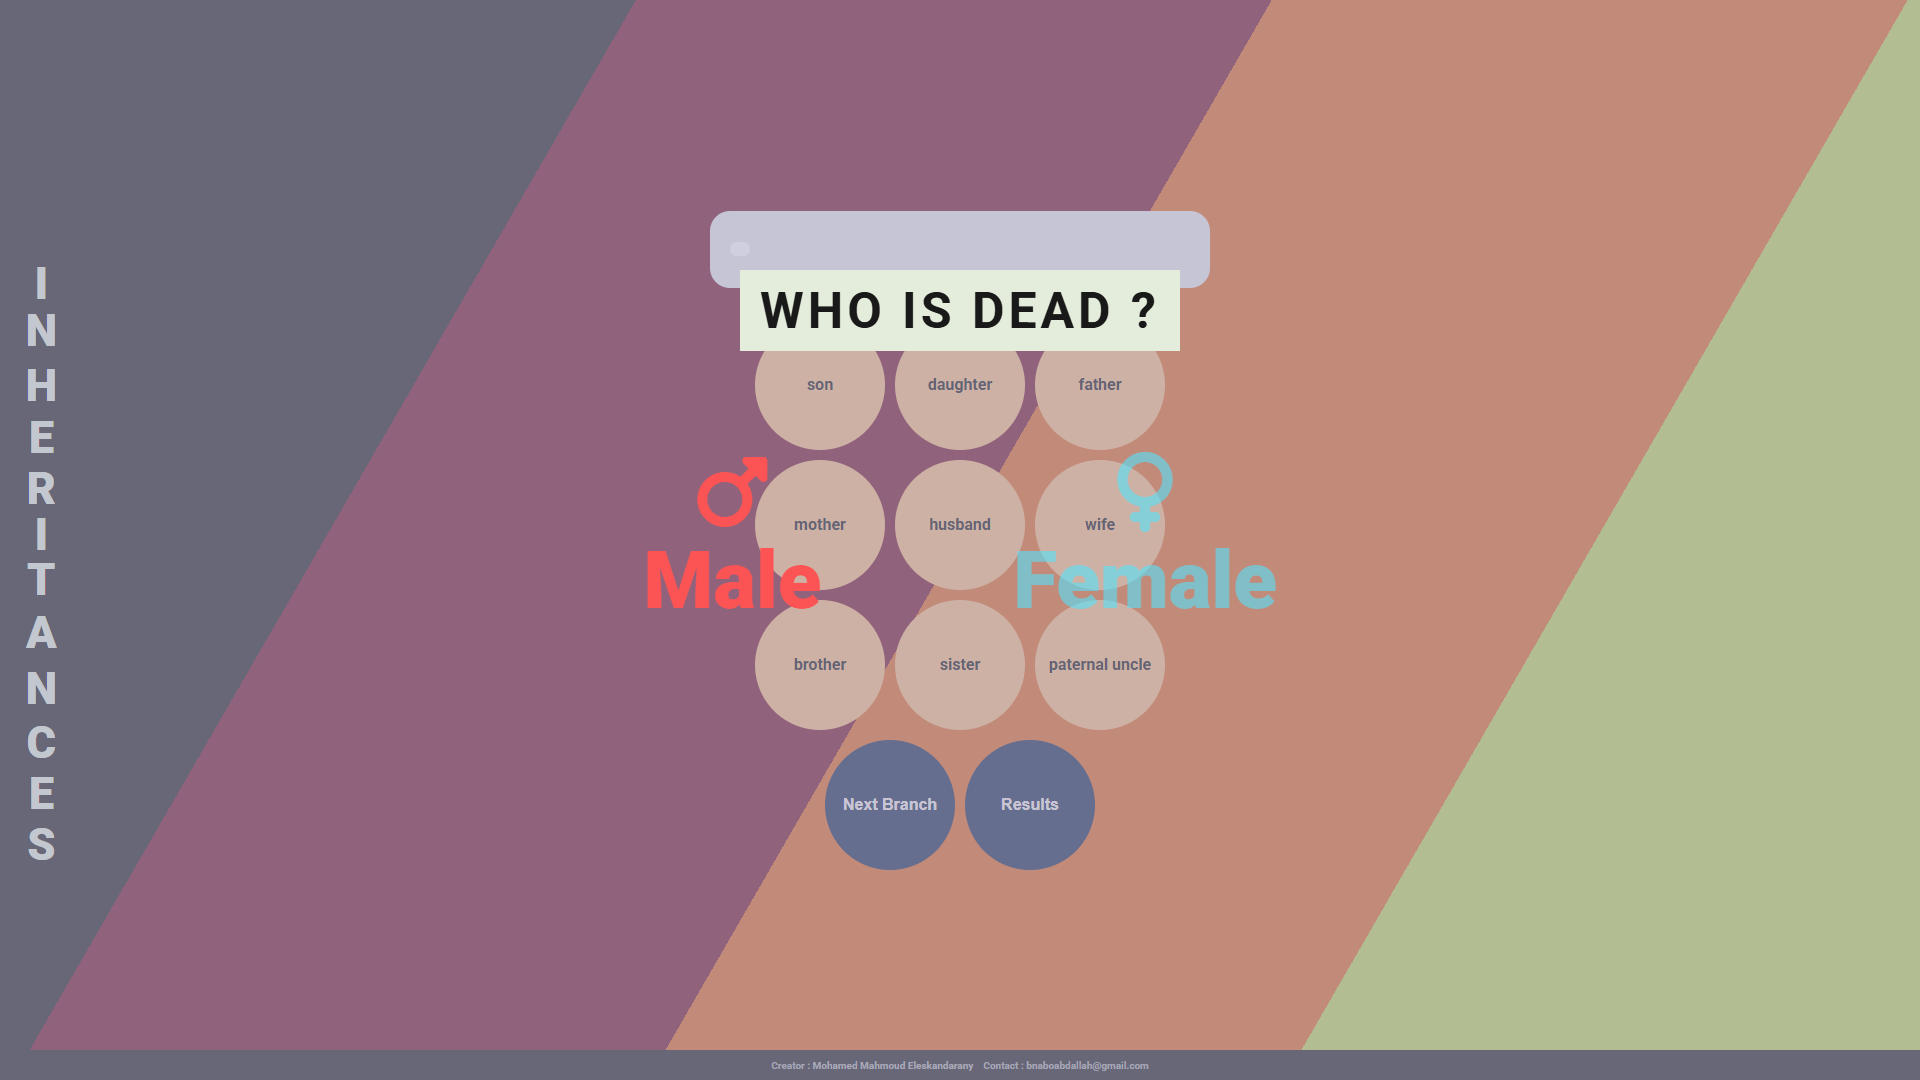 INHERITANCES
WHO IS DEAD ?
son daughter father
mother husband wife
Male Female
brother sister paternal uncle
Next Branch Results
Creator : Mohamed Mahmoud Eleskandarany Contact : bnaboabdallah@gmail.com